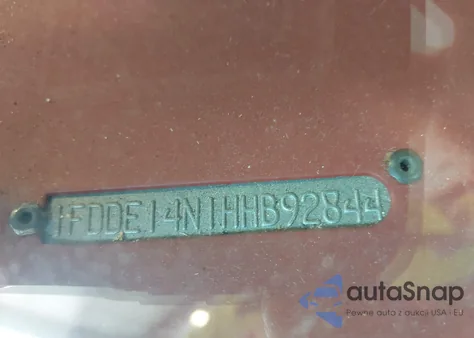 1FDDE14N1HHB92844
autaSnap
Pewne auta z aukcji USA i EU